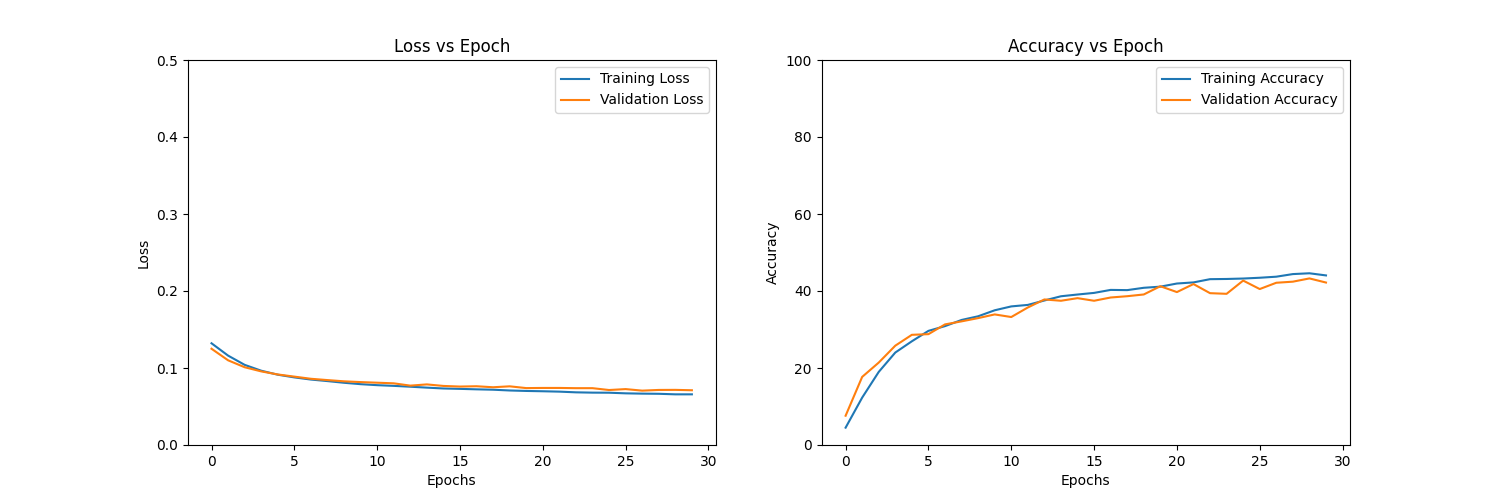 Loss vs Epoch
0.5
0.4
0.3
0.2
0.1
0.0
Loss
Training Loss
Validation Loss
0 5 10 15 20 25 30
Epochs
Accuracy vs Epoch
100
80
60
40
20
0
Accuracy
Training Accuracy
Validation Accuracy
0 5 10 15 20 25 30
Epochs